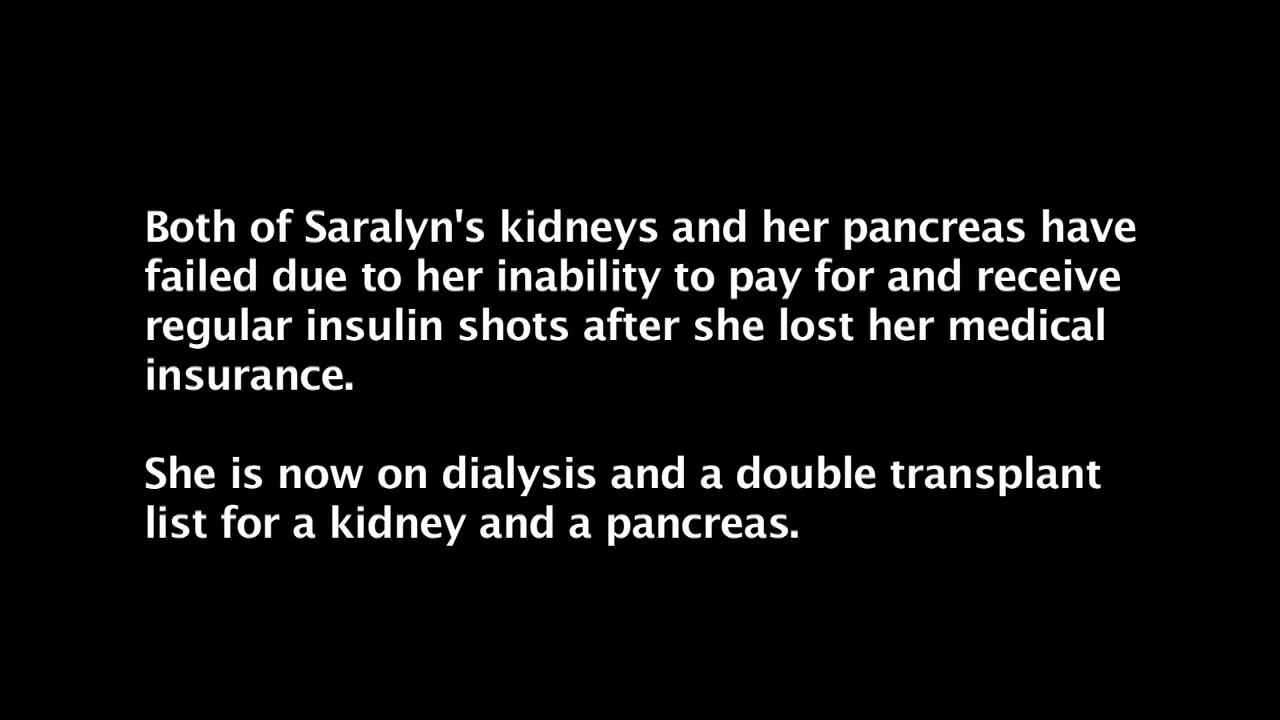 Both of Saralyn's kidneys and her pancreas have
failed due to her inability to pay for and receive
regular insulin shots after she lost her medical
insurance.
She is now on dialysis and a double transplant
list for a kidney and a pancreas.